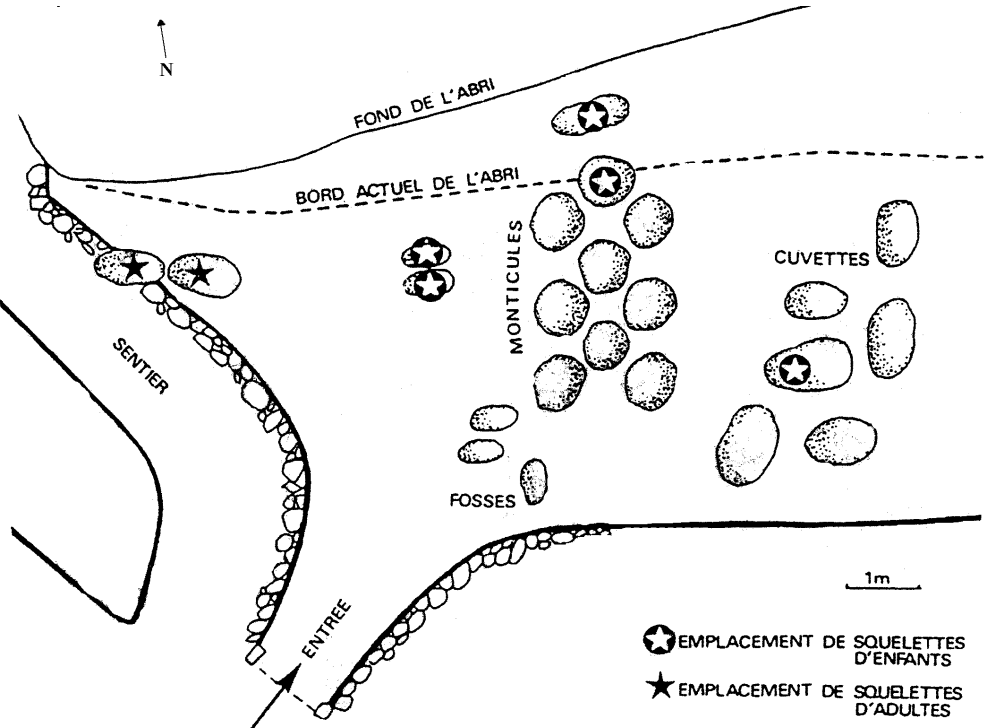 N
FOND DE L'ABRI
BORD ACTUEL DE L'ABRI
MONTICULES
CUVETTES
SENTIER
FOSSES
1m
ENTREE
EMPLACEMENT DE SQUELETTES
D'ENFANTS
EMPLACEMENT DE SQUELETTES
D'ADULTES